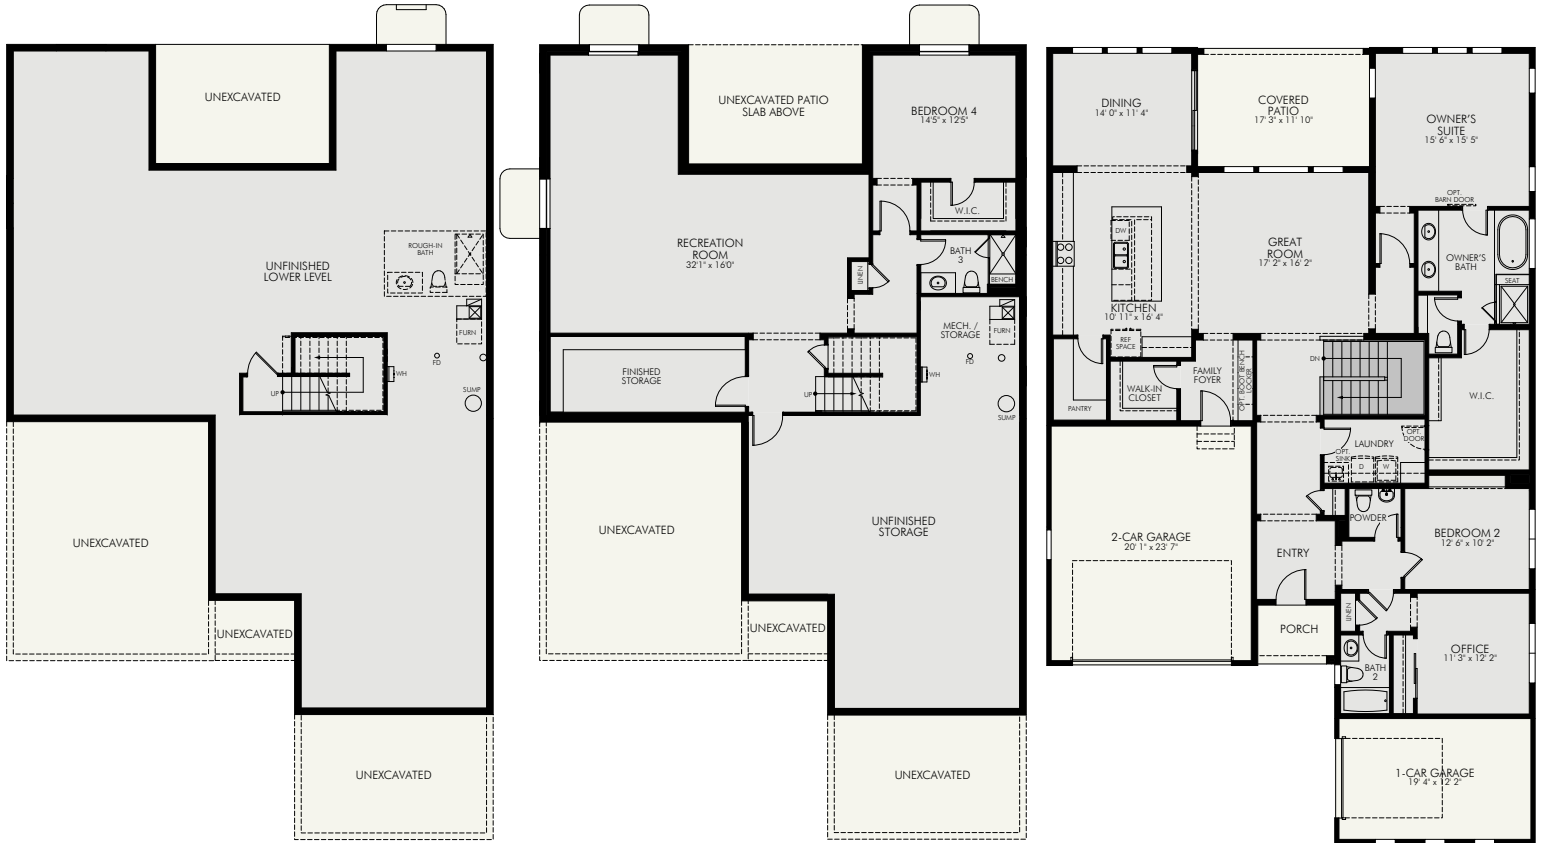 UNEXCAVATED
ROUGH-IN
BATH
UNFINISHED
LOWER LEVEL
FURN
FD
WH
UP
SUMP
UNEXCAVATED
UNEXCAVATED
UNEXCAVATED
UNEXCAVATED PATIO
SLAB ABOVE
BEDROOM 4
14'5" x 12'5"
W.I.C.
RECREATION
ROOM
32'1" x 16'0"
BATH
3
LINEN
BENCH
MECH. /
STORAGE
FURN
FD
FINISHED
STORAGE
WH
UP
SUMP
UNFINISHED
STORAGE
UNEXCAVATED
UNEXCAVATED
UNEXCAVATED
DINING
14' 0" x 11' 4"
COVERED
PATIO
17' 3" x 11' 10"
OWNER'S
SUITE
15' 6" x 15' 5"
OPT.
BARN DOOR
DW
GREAT
ROOM
17' 2" x 16' 2"
OWNER'S
BATH
SEAT
KITCHEN
10' 11" x 16' 4"
REF
SPACE
DN
PANTRY
WALK-IN
CLOSET
FAMILY
FOYER
OPT. BOOT BENCH
LOCKER
W.I.C.
LAUNDRY
OPT.
DOOR
OPT.
SINK
D
W
POWDER
BEDROOM 2
12' 6" x 10' 2"
2-CAR GARAGE
20' 1" x 23' 7"
ENTRY
PORCH
LINEN
OFFICE
11' 3" x 12' 2"
BATH
2
1-CAR GARAGE
19' 4" x 12' 2"